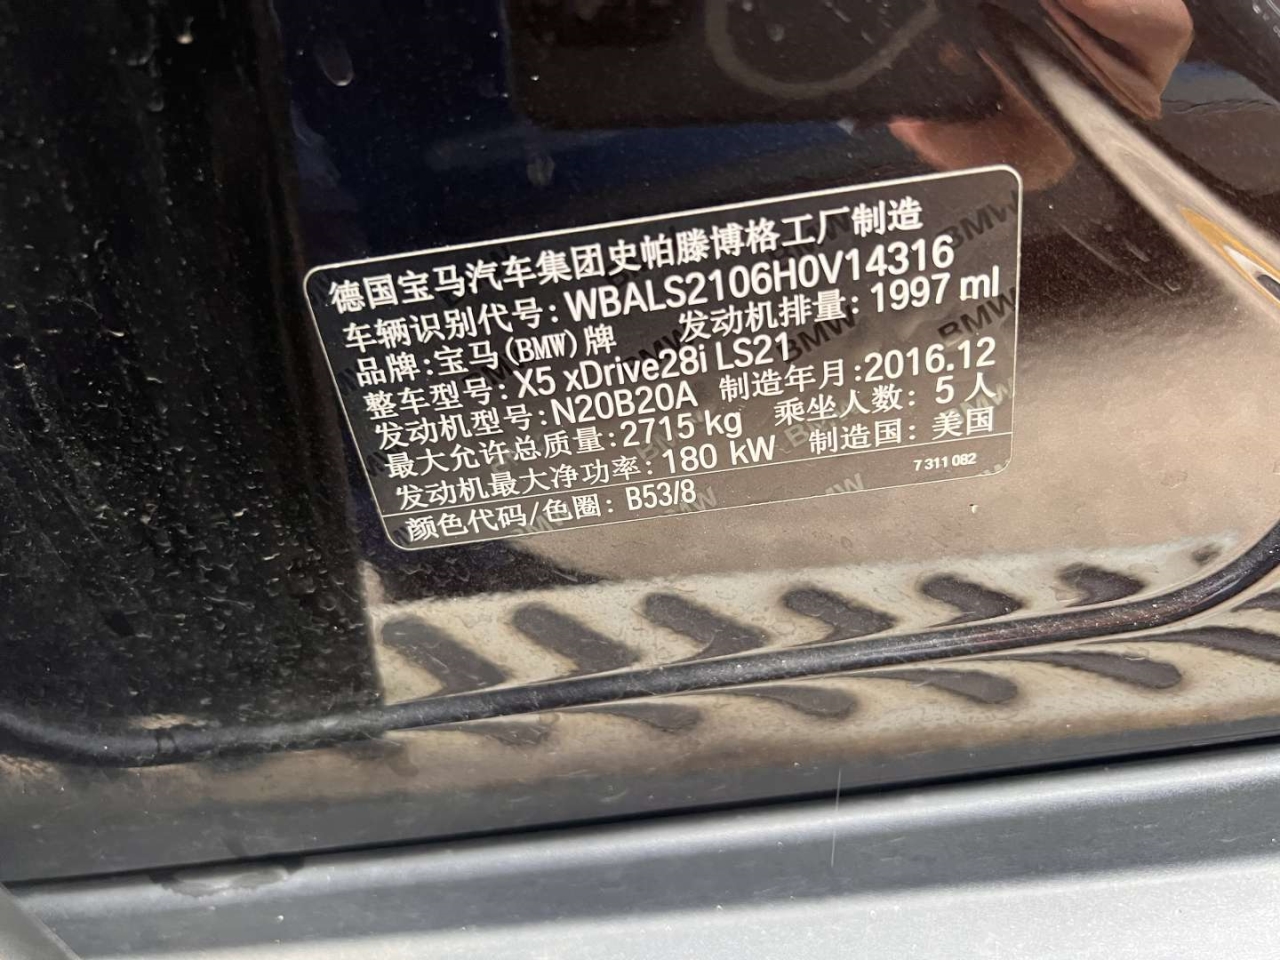 德国宝马汽车集团史帕滕博格工厂制造
车辆识别代号: WBALS2106H0V14316
品牌:宝马(BMW)牌 发动机排量: 1997 ml
整车型号: X5 xDrive28i LS21
发动机型号: N20B20A 制造年月:2016.12
最大允许总质量:2715 kg 乘坐人数: 5 人
发动机最大净功率: 180 kW 制造国: 美国
7 311 082
颜色代码/色圈: B53/8